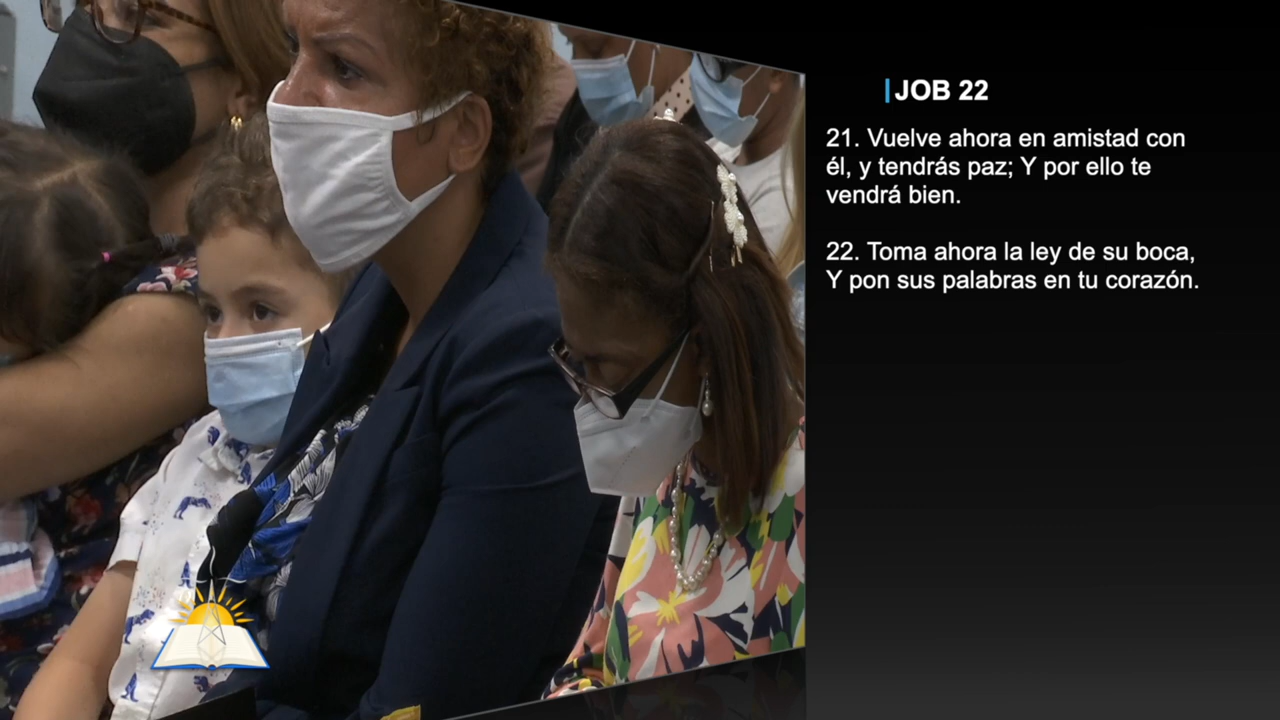 JOB 22
21. Vuelve ahora en amistad con
él, y tendrás paz; Y por ello te
vendrá bien.
22. Toma ahora la ley de su boca,
Y pon sus palabras en tu corazón.